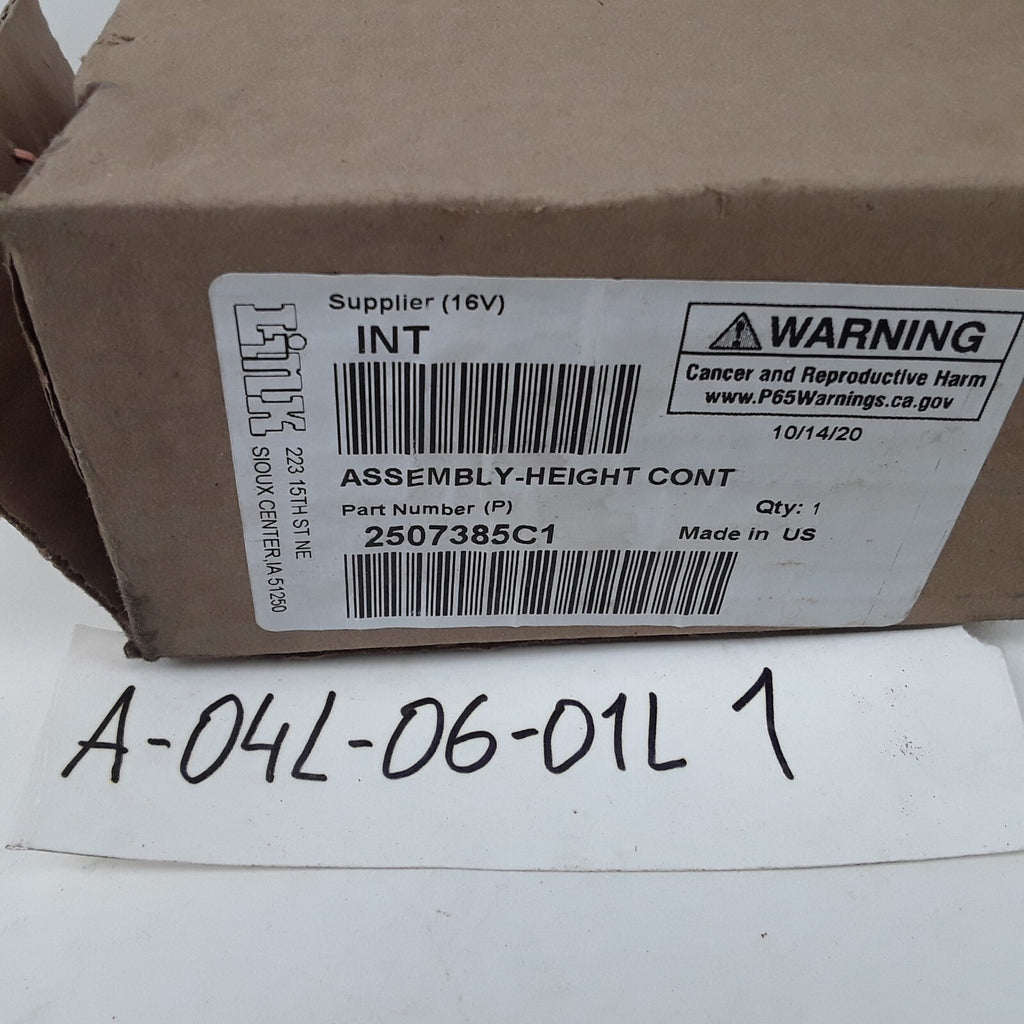 Link
223 15TH ST NE
SIOUX CENTER,IA 51250
Supplier (16V)
INT
WARNING
Cancer and Reproductive Harm
www.P65Warnings.ca.gov
10/14/20
ASSEMBLY-HEIGHT CONT
Part Number (P)
Qty: 1
2507385C1
Made in US
A-04L-06-01L 1